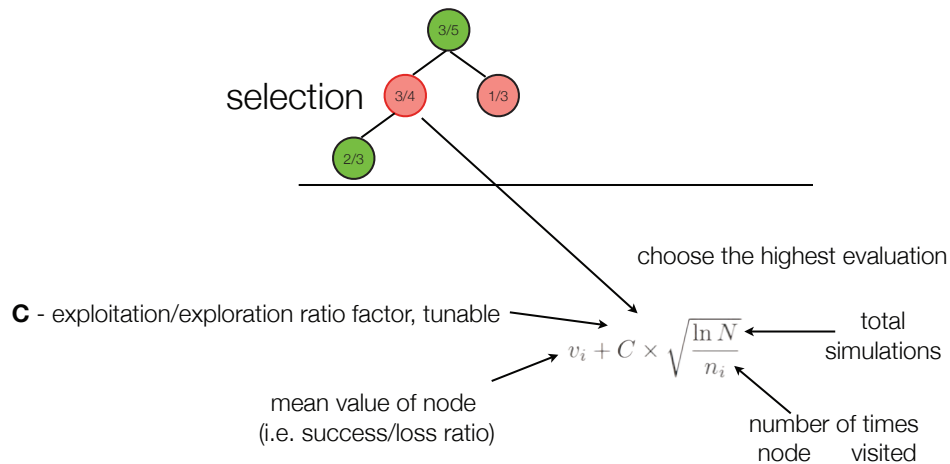 3/5
selection
3/4
1/3
2/3
choose the highest evaluation
C - exploitation/exploration ratio factor, tunable
v_i + C × √(ln N / n_i)
total
simulations
mean value of node
(i.e. success/loss ratio)
number of times
node visited